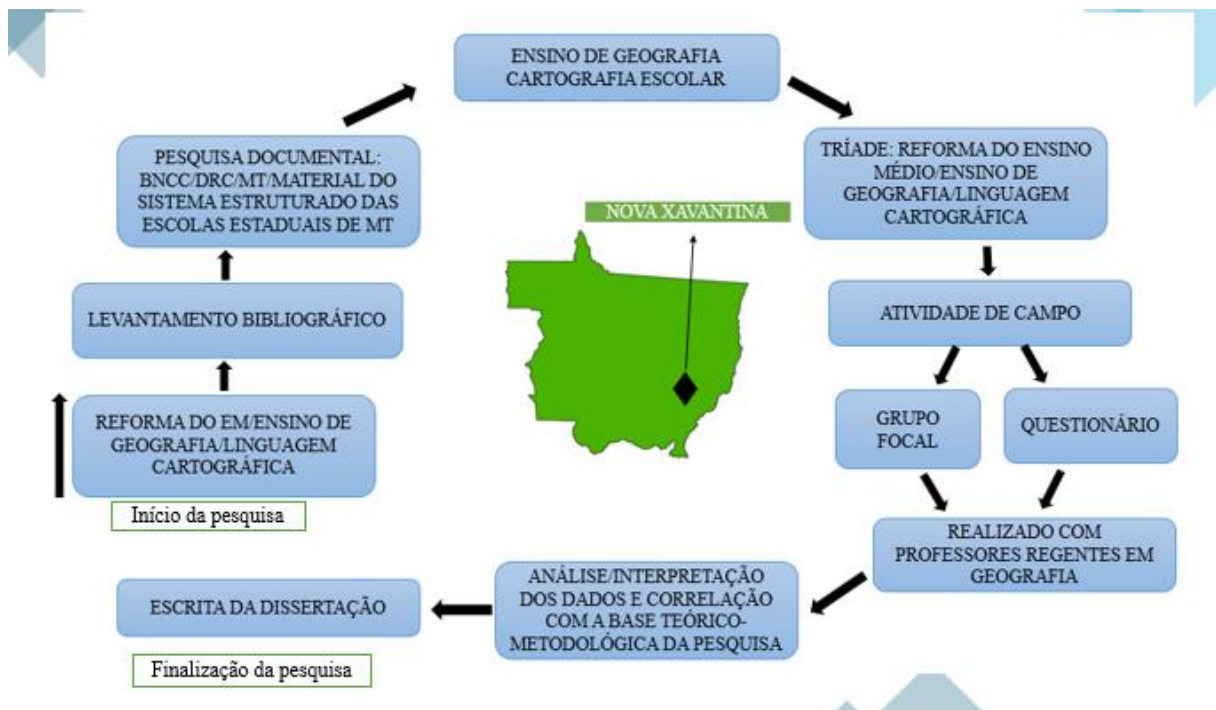 ENSINO DE GEOGRAFIA
CARTOGRAFIA ESCOLAR
PESQUISA DOCUMENTAL:
BNCC/DRC/MT/MATERIAL DO
SISTEMA ESTRUTURADO DAS
ESCOLAS ESTADUAIS DE MT
TRÍADE: REFORMA DO ENSINO
MÉDIO/ENSINO DE
GEOGRAFIA/LINGUAGEM
CARTOGRÁFICA
NOVA XAVANTINA
LEVANTAMENTO BIBLIOGRÁFICO
ATIVIDADE DE CAMPO
REFORMA DO EM/ENSINO DE
GEOGRAFIA/LINGUAGEM
CARTOGRÁFICA
GRUPO
FOCAL
QUESTIONÁRIO
Início da pesquisa
REALIZADO COM
PROFESSORES REGENTES EM
GEOGRAFIA
ANÁLISE/INTERPRETAÇÃO
DOS DADOS E CORRELAÇÃO
COM A BASE TEÓRICO-
METODOLÓGICA DA PESQUISA
ESCRITA DA DISSERTAÇÃO
Finalização da pesquisa